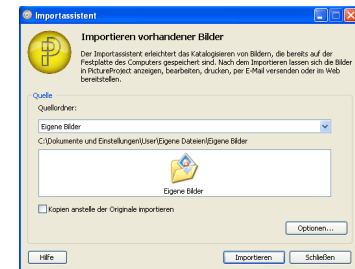 Importassistent
Importieren vorhandener Bilder
Der Importassistent erleichtert das Katalogisieren von Bildern, die bereits auf der
Festplatte des Computers gespeichert sind. Nach dem Importieren lassen sich die Bilder
in PictureProject anzeigen, bearbeiten, drucken, per E-Mail versenden oder im Web
bereitstellen.
Quelle
Quellordner:
Eigene Bilder
C:\Dokumente und Einstellungen\User\Eigene Dateien\Eigene Bilder
Eigene Bilder
Kopien anstelle der Originale importieren
Optionen...
Hilfe
Importieren
Schließen